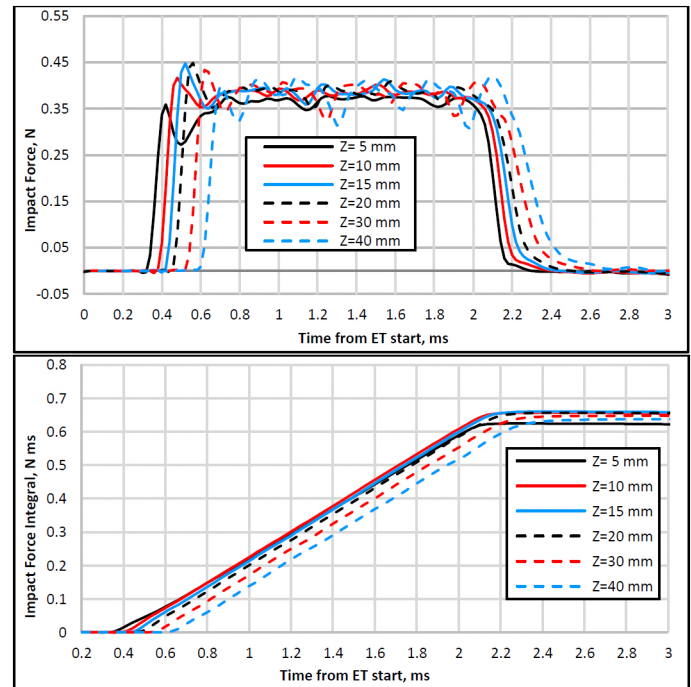 0.55
0.45
0.35
0.25
0.15
0.05
-0.05
Impact Force, N
Z= 5 mm
Z=10 mm
Z=15 mm
Z=20 mm
Z=30 mm
Z=40 mm
0 0.2 0.4 0.6 0.8 1 1.2 1.4 1.6 1.8 2 2.2 2.4 2.6 2.8 3
Time from ET start, ms
0.8
0.7
0.6
0.5
0.4
0.3
0.2
0.1
0
Impact Force Integral, N ms
Z= 5 mm
Z=10 mm
Z=15 mm
Z=20 mm
Z=30 mm
Z=40 mm
0.2 0.4 0.6 0.8 1 1.2 1.4 1.6 1.8 2 2.2 2.4 2.6 2.8 3
Time from ET start, ms